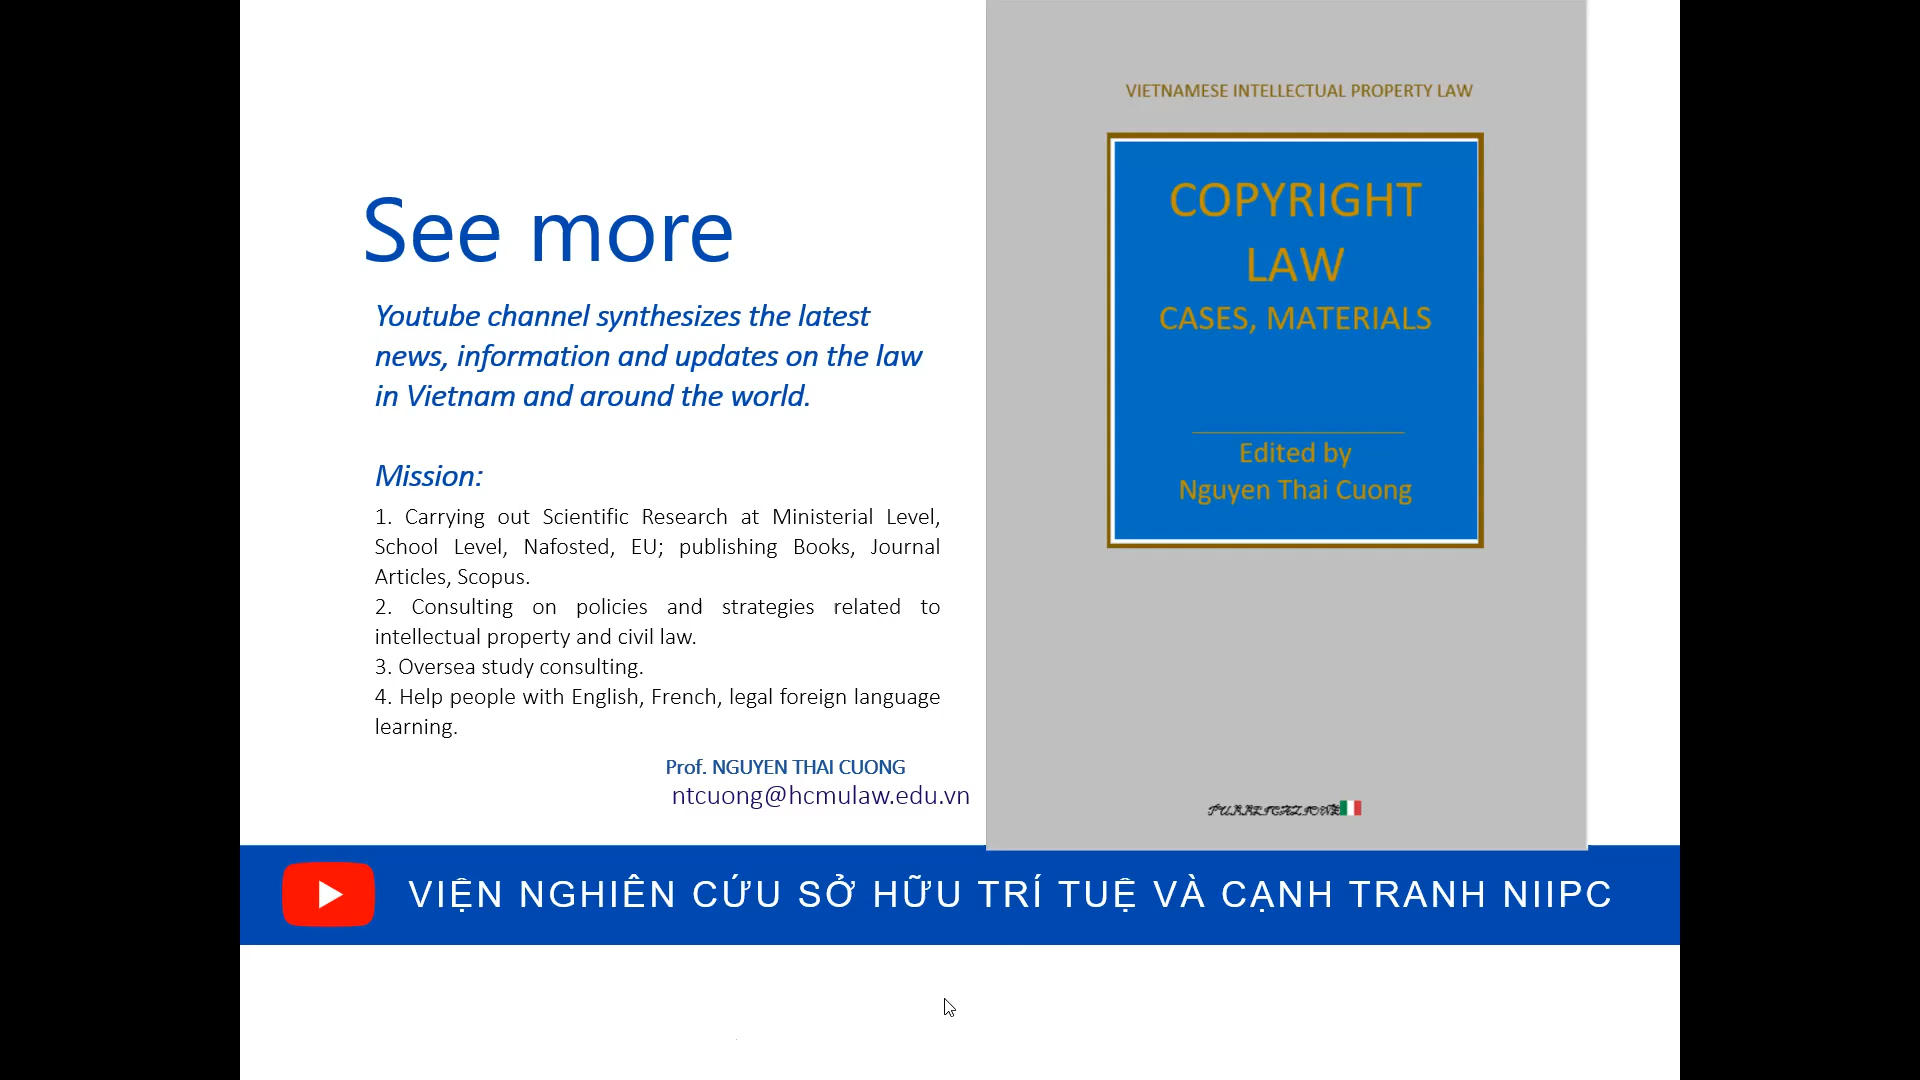 See more
Youtube channel synthesizes the latest
news, information and updates on the law
in Vietnam and around the world.
Mission:
1. Carrying out Scientific Research at Ministerial Level,
School Level, Nafosted, EU; publishing Books, Journal
Articles, Scopus.
2. Consulting on policies and strategies related to
intellectual property and civil law.
3. Oversea study consulting.
4. Help people with English, French, legal foreign language
learning.
Prof. NGUYEN THAI CUONG
ntcuong@hcmulaw.edu.vn
VIETNAMESE INTELLECTUAL PROPERTY LAW
COPYRIGHT
LAW
CASES, MATERIALS
Edited by
Nguyen Thai Cuong
VIỆN NGHIÊN CỨU SỞ HỮU TRÍ TUỆ VÀ CẠNH TRANH NIIPC